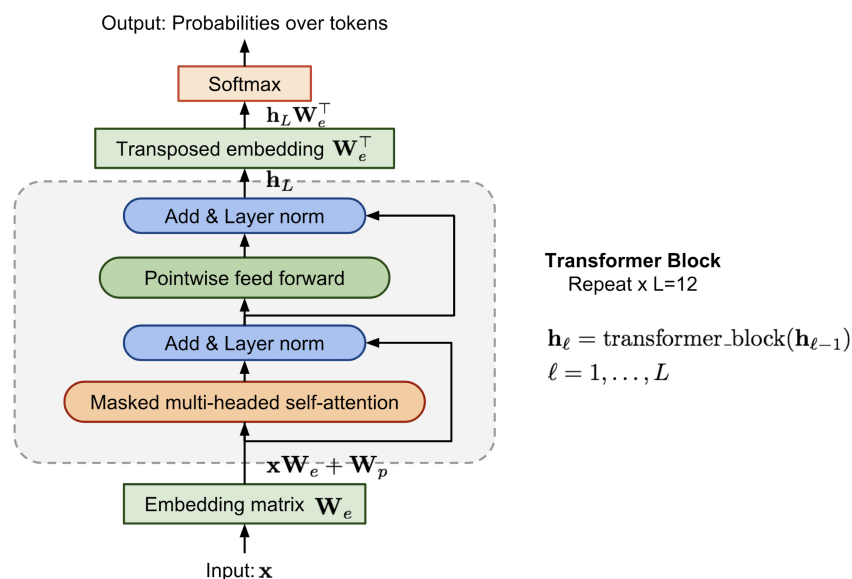 Output: Probabilities over tokens
Softmax
h_L W_e^⊤
Transposed embedding W_e^⊤
h_L
Add & Layer norm
Pointwise feed forward
Add & Layer norm
Masked multi-headed self-attention
xW_e + W_p
Embedding matrix W_e
Input: x
Transformer Block
Repeat x L=12
h_ℓ = transformer_block(h_{ℓ−1})
ℓ = 1, . . . , L